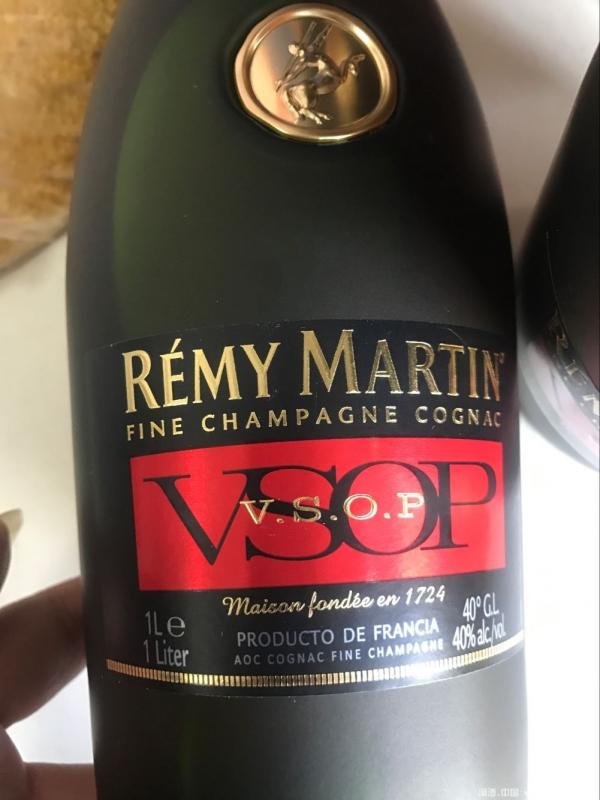 RÉMY MARTIN
FINE CHAMPAGNE COGNAC
VSOP
V.S.O.P
Maison fondée en 1724
1L e
1 Liter
PRODUCTO DE FRANCIA
AOC COGNAC FINE CHAMPAGNE
40° G.L.
40% alc./vol.